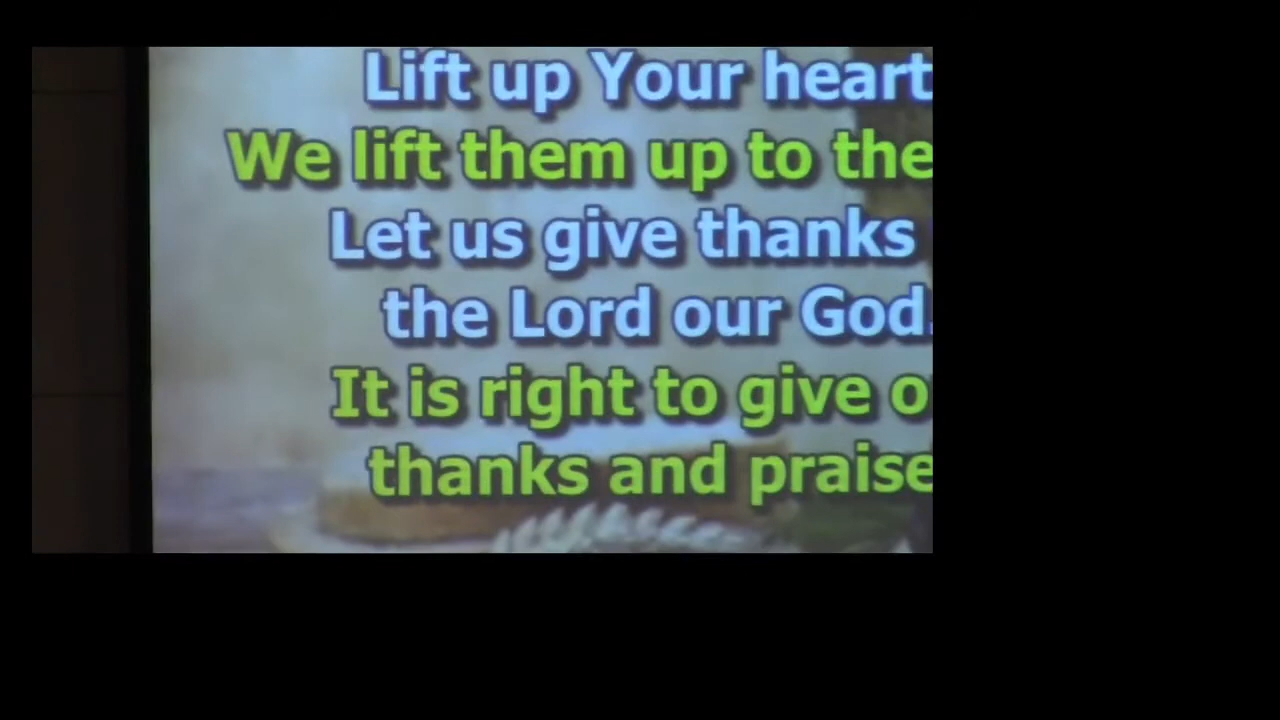 Lift up Your heart
We lift them up to the
Let us give thanks
the Lord our God.
It is right to give o
thanks and praise